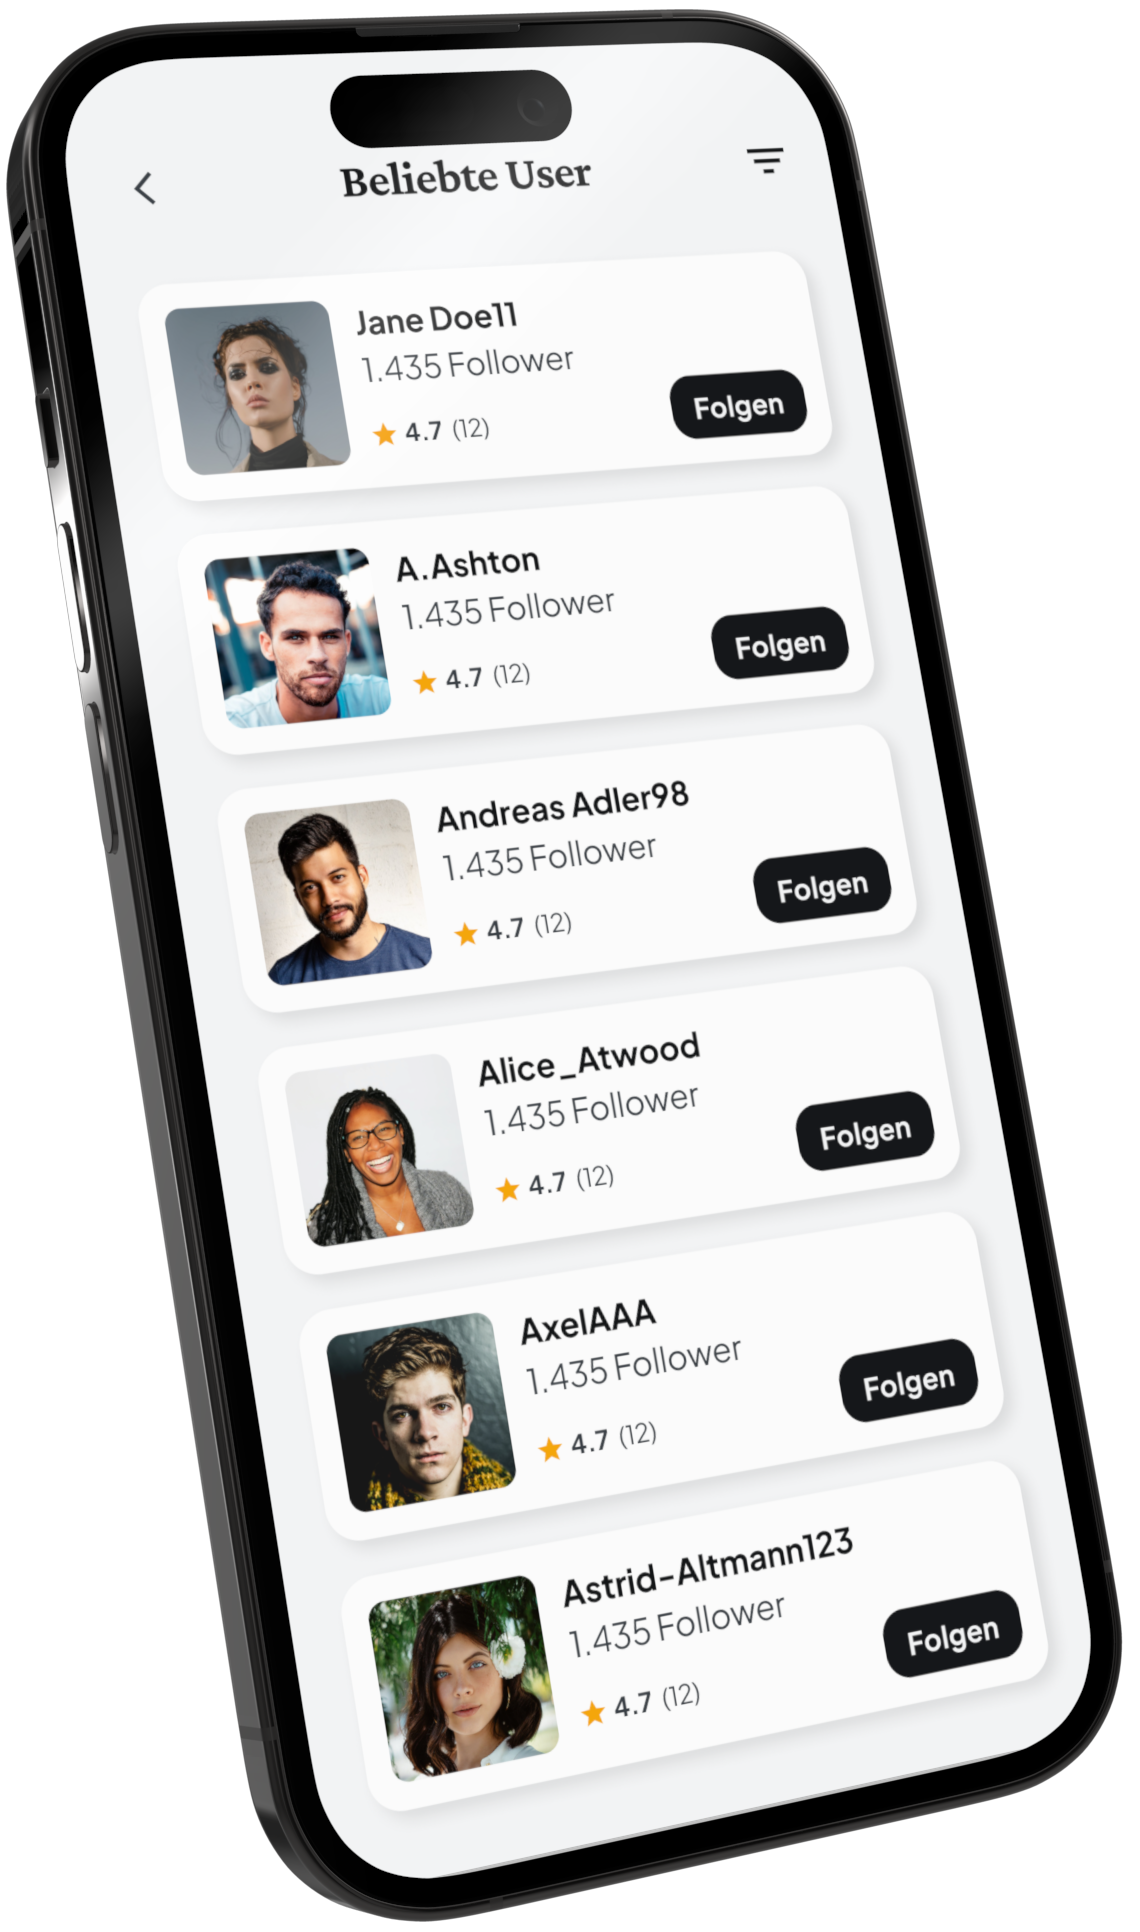 Beliebte User
Jane Doe11
1.435 Follower
4.7 (12)
Folgen
A.Ashton
1.435 Follower
4.7 (12)
Folgen
Andreas Adler98
1.435 Follower
4.7 (12)
Folgen
Alice_Atwood
1.435 Follower
4.7 (12)
Folgen
AxelAAA
1.435 Follower
4.7 (12)
Folgen
Astrid-Altmann123
1.435 Follower
4.7 (12)
Folgen